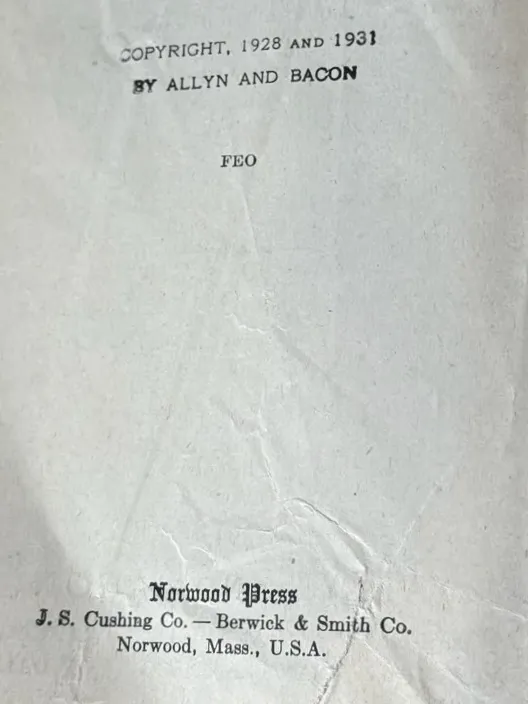 COPYRIGHT, 1928 AND 1931
BY ALLYN AND BACON
FEO
Norwood Press
J. S. Cushing Co. — Berwick & Smith Co.
Norwood, Mass., U.S.A.